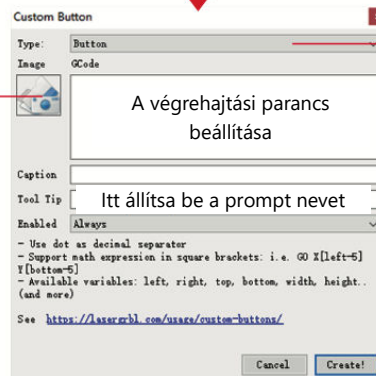 Custom Button
Type: Button
Image GCode
A végrehajtási parancs
beállítása
Caption
Tool Tip Itt állítsa be a prompt nevet
Enabled Always
- Use dot as decimal separator
- Support math expression in square brackets: i.e. G0 X[left-5]
Y[bottom-5]
- Available variables: left, right, top, bottom, width, height..
(and more)
See https://lasergrbl.com/usage/custom-buttons/
Cancel Create!